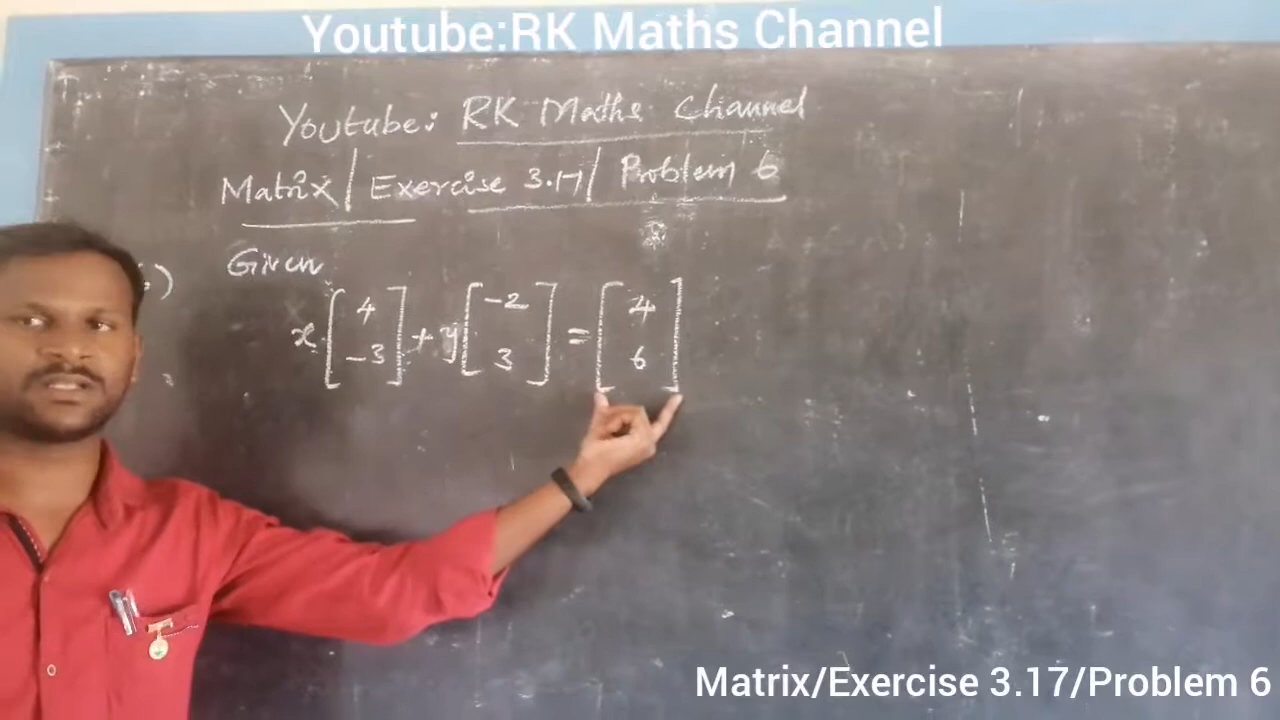 Youtube:RK Maths Channel
Youtube: RK Maths Channel
Matrix/ Exercise 3.17/ Problem 6
Given
x [4 -3] + y [-2 3] = [4 6]
Matrix/Exercise 3.17/Problem 6